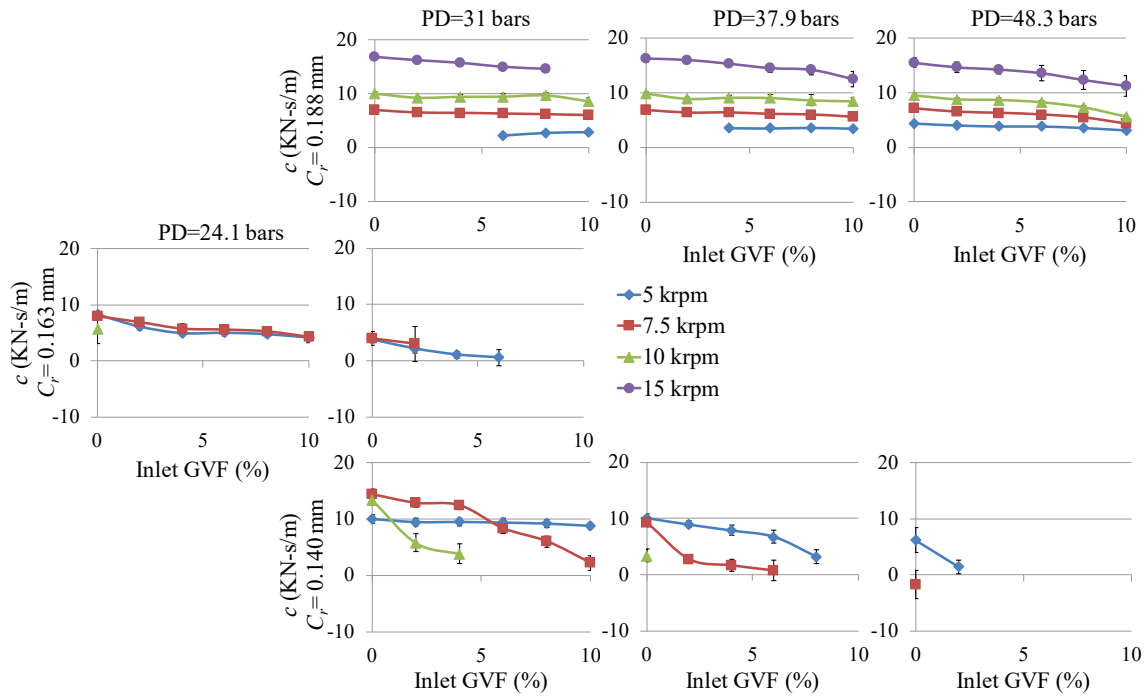 PD=31 bars PD=37.9 bars PD=48.3 bars
c (KN-s/m)
Cr= 0.188 mm
20 20 20
10 10 10
0 0 0
-10 -10 -10
0 5 10 0 5 10 0 5 10
Inlet GVF (%) Inlet GVF (%)
PD=24.1 bars
c (KN-s/m)
Cr= 0.163 mm
20 20
10 10
0 0
-10 -10
0 5 10 0 5 10
Inlet GVF (%) Inlet GVF (%)
5 krpm
7.5 krpm
10 krpm
15 krpm
c (KN-s/m)
Cr= 0.140 mm
20 20 20
10 10 10
0 0 0
-10 -10 -10
0 5 10 0 5 10 0 5 10
Inlet GVF (%) Inlet GVF (%) Inlet GVF (%)